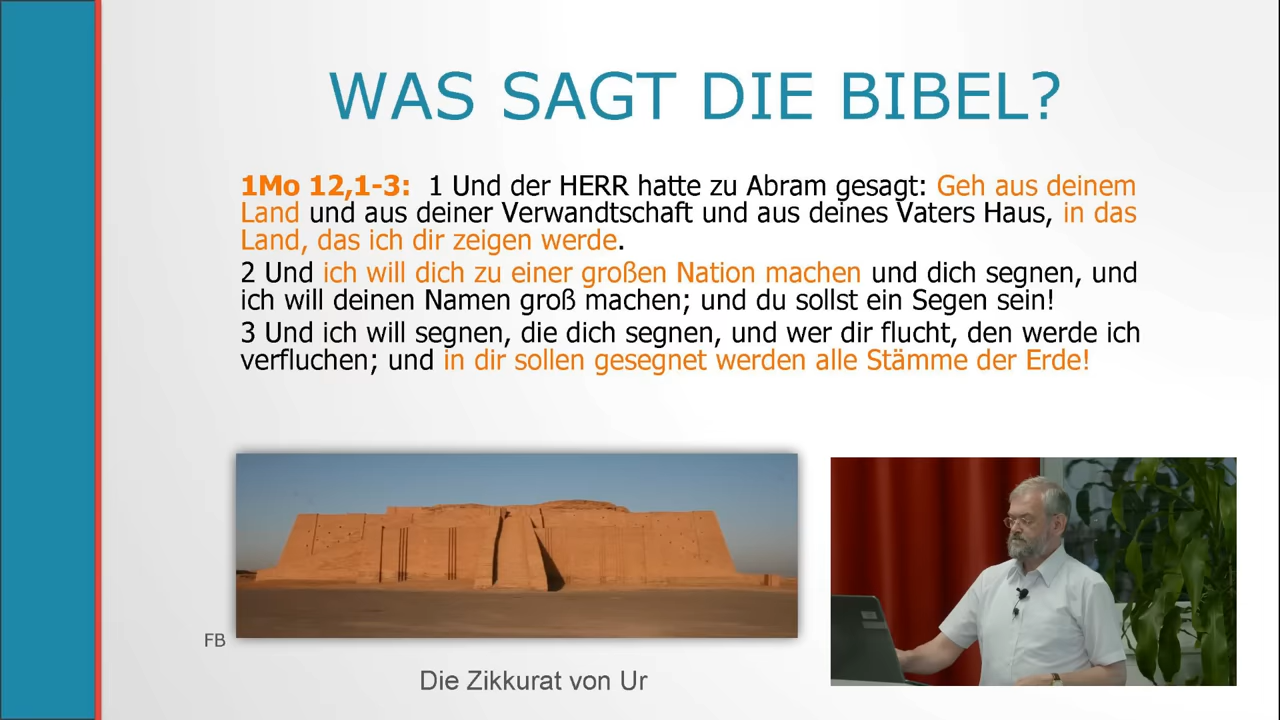 WAS SAGT DIE BIBEL?
1Mo 12,1-3: 1 Und der HERR hatte zu Abram gesagt: Geh aus deinem
Land und aus deiner Verwandtschaft und aus deines Vaters Haus, in das
Land, das ich dir zeigen werde.
2 Und ich will dich zu einer großen Nation machen und dich segnen, und
ich will deinen Namen groß machen; und du sollst ein Segen sein!
3 Und ich will segnen, die dich segnen, und wer dir flucht, den werde ich
verfluchen; und in dir sollen gesegnet werden alle Stämme der Erde!
FB
Die Zikkurat von Ur